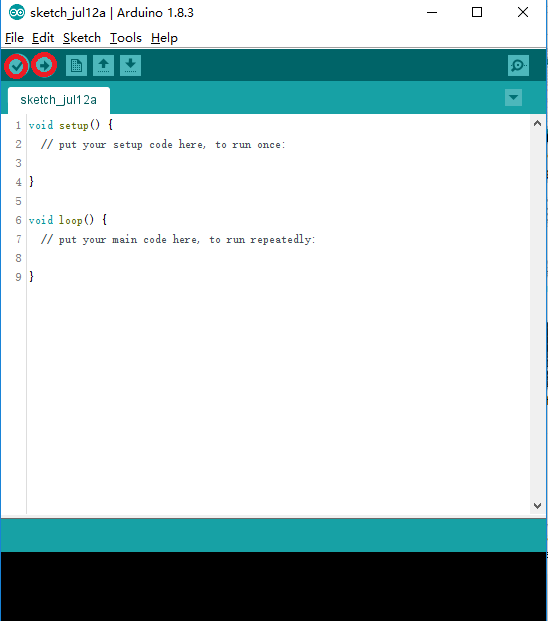 sketch_jul12a | Arduino 1.8.3
File Edit Sketch Tools Help
sketch_jul12a
1 void setup() {
2 // put your setup code here, to run once:
3
4 }
5
6 void loop() {
7 // put your main code here, to run repeatedly:
8
9 }